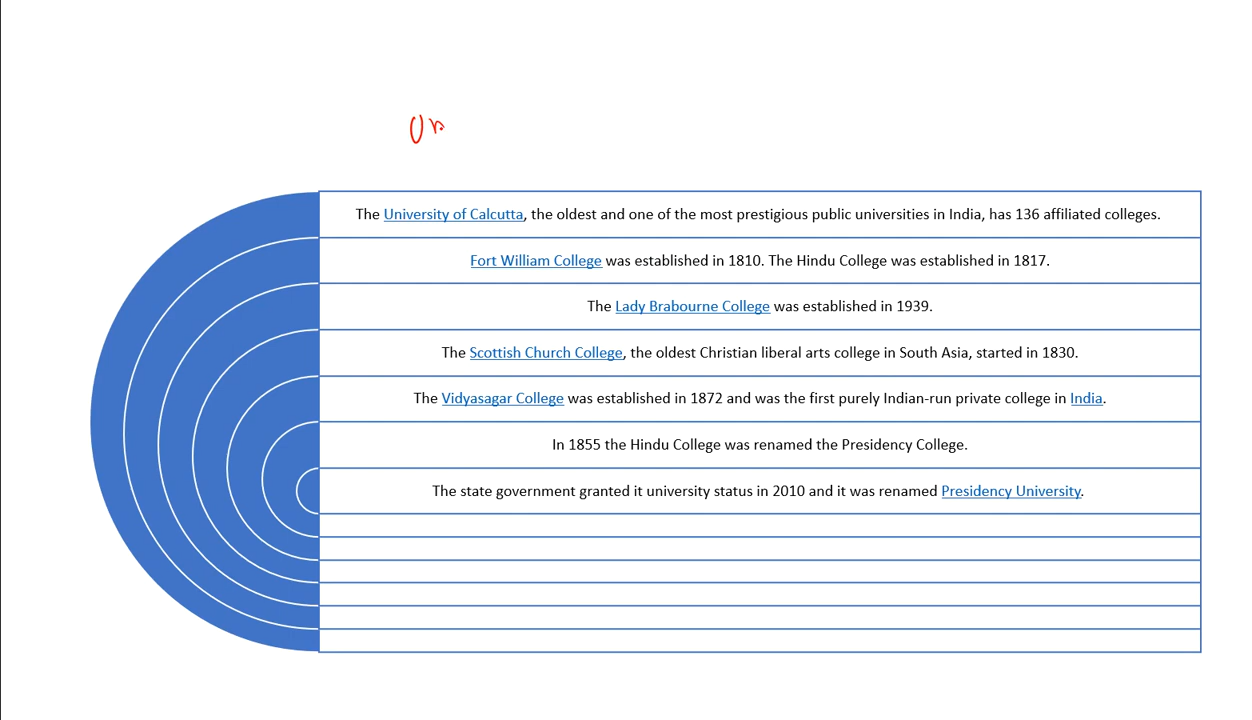 The University of Calcutta, the oldest and one of the most prestigious public universities in India, has 136 affiliated colleges.
Fort William College was established in 1810. The Hindu College was established in 1817.
The Lady Brabourne College was established in 1939.
The Scottish Church College, the oldest Christian liberal arts college in South Asia, started in 1830.
The Vidyasagar College was established in 1872 and was the first purely Indian-run private college in India.
In 1855 the Hindu College was renamed the Presidency College.
The state government granted it university status in 2010 and it was renamed Presidency University.